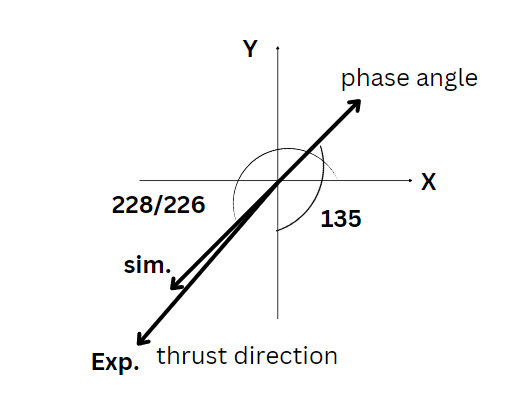 Y
phase angle
X
228/226
135
sim.
Exp. thrust direction